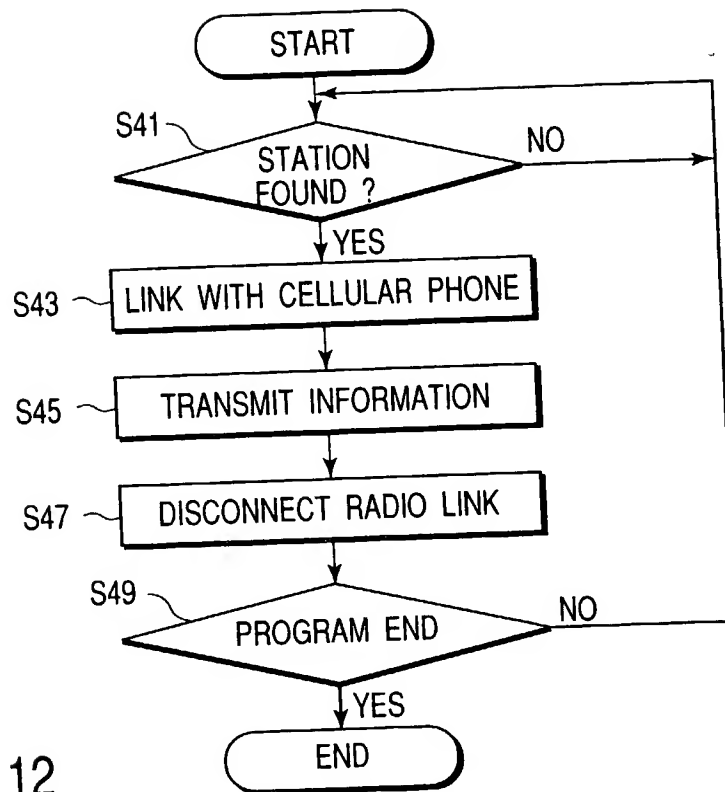 START
S41
STATION
FOUND ?
NO
YES
S43
LINK WITH CELLULAR PHONE
S45
TRANSMIT INFORMATION
S47
DISCONNECT RADIO LINK
S49
PROGRAM END
NO
YES
END
12